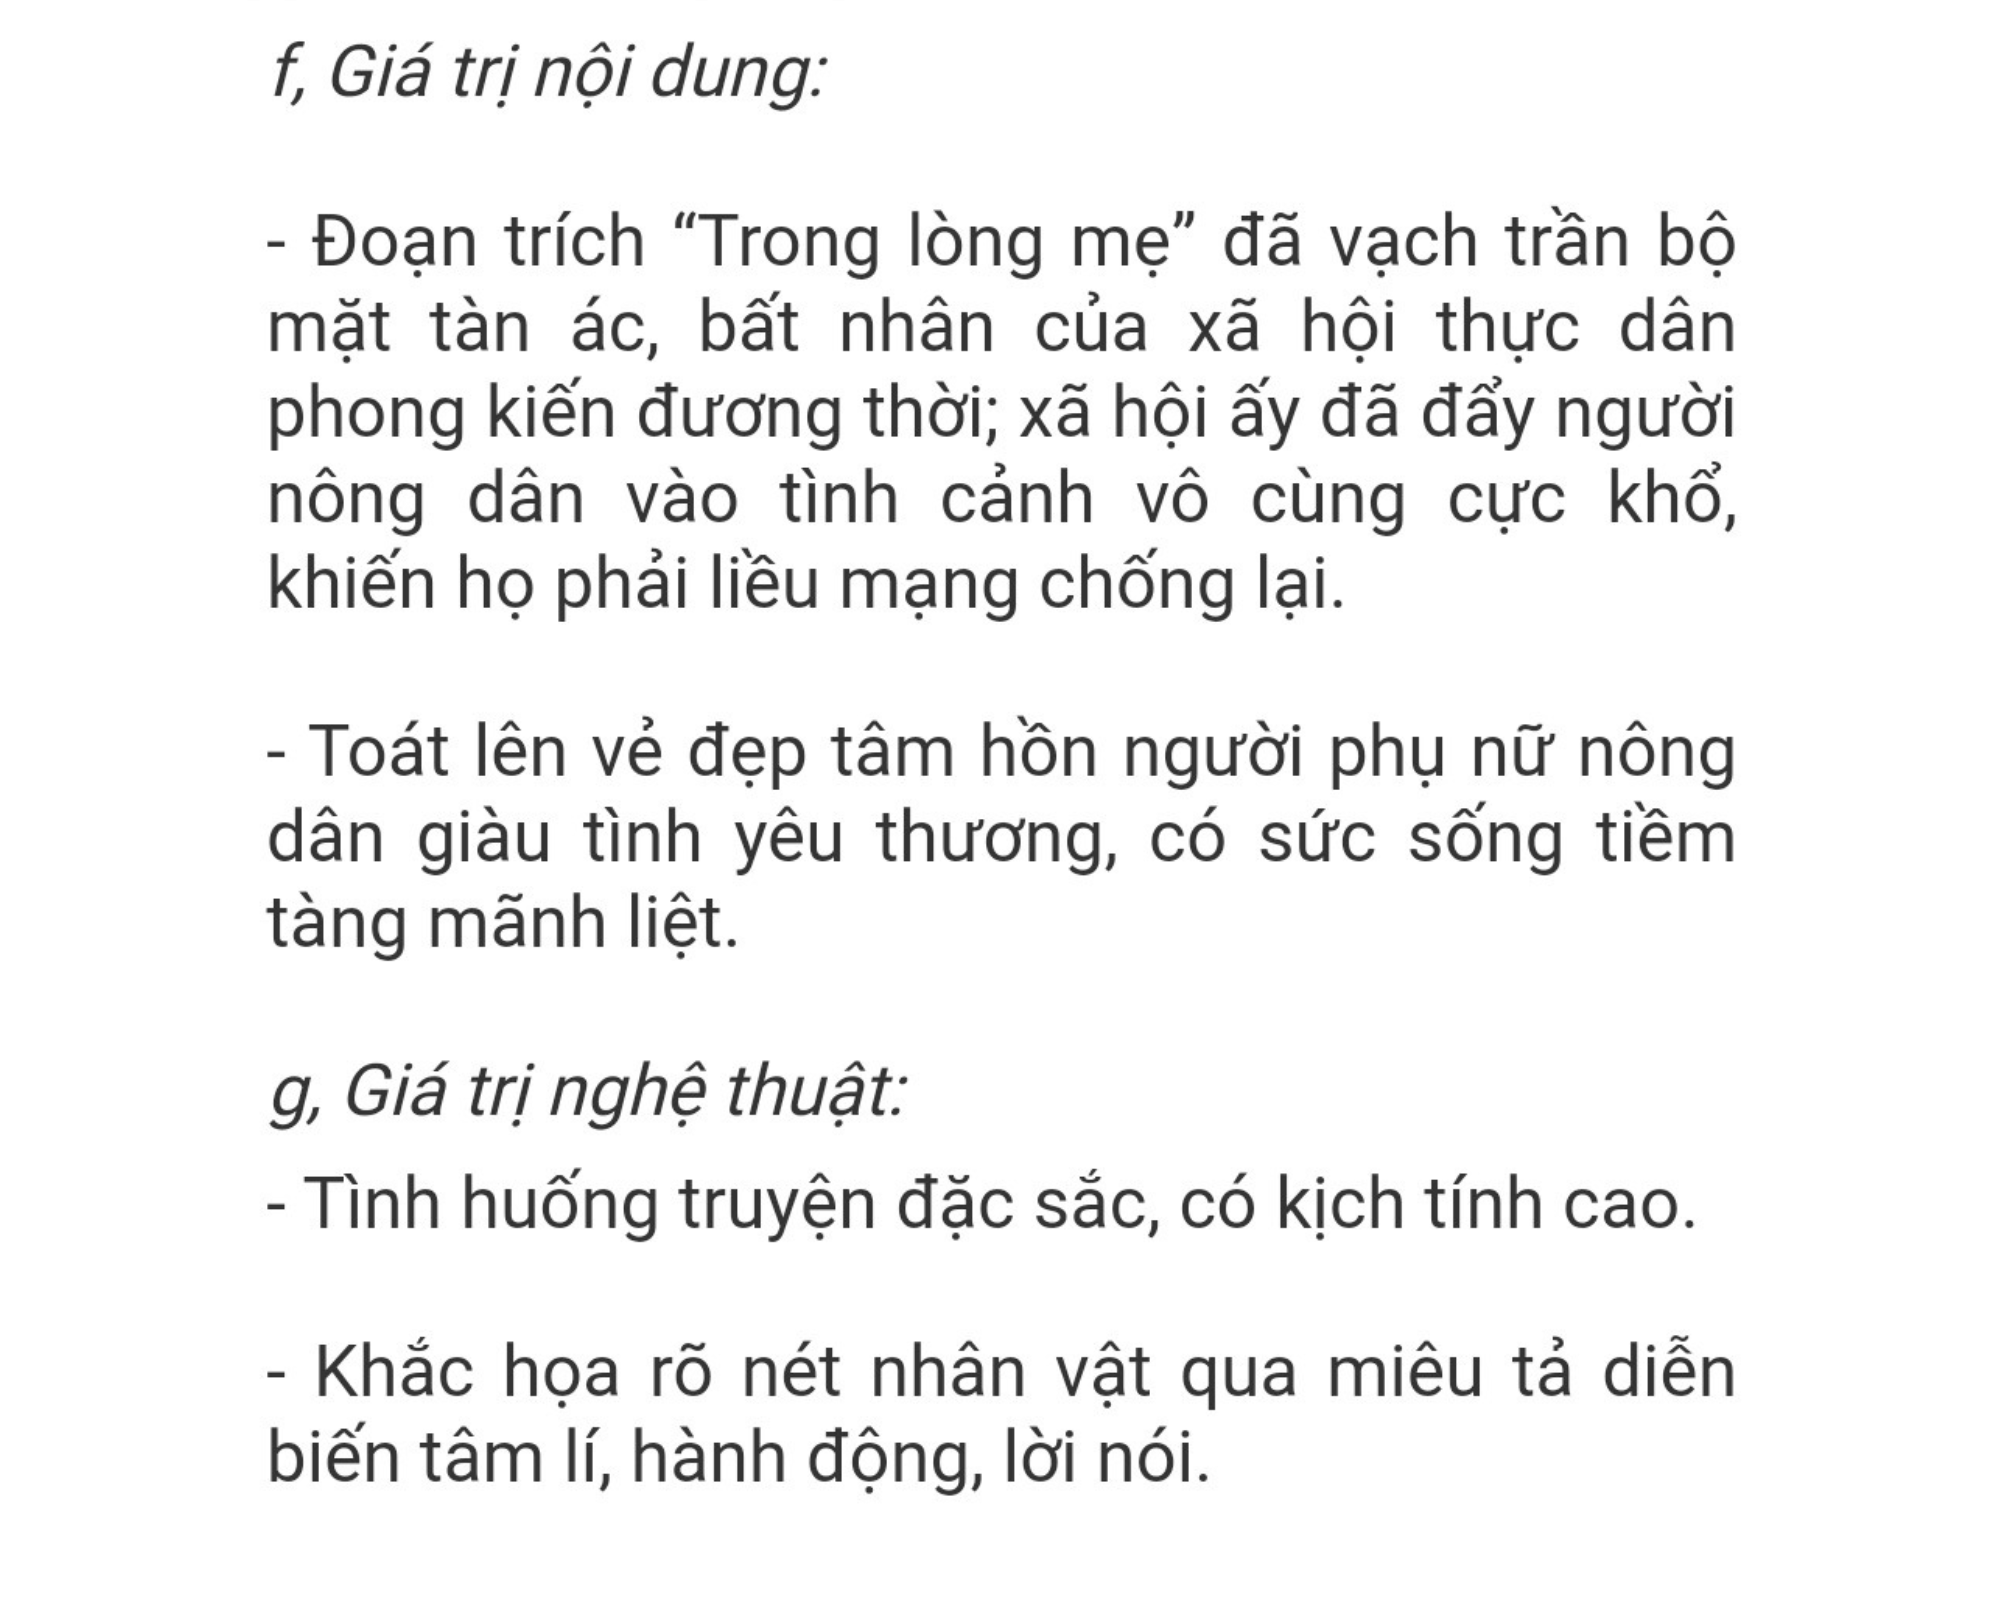 f, Giá trị nội dung:
- Đoạn trích “Trong lòng mẹ” đã vạch trần bộ
mặt tàn ác, bất nhân của xã hội thực dân
phong kiến đương thời; xã hội ấy đã đẩy người
nông dân vào tình cảnh vô cùng cực khổ,
khiến họ phải liều mạng chống lại.
- Toát lên vẻ đẹp tâm hồn người phụ nữ nông
dân giàu tình yêu thương, có sức sống tiềm
tàng mãnh liệt.
g, Giá trị nghệ thuật:
- Tình huống truyện đặc sắc, có kịch tính cao.
- Khắc họa rõ nét nhân vật qua miêu tả diễn
biến tâm lí, hành động, lời nói.